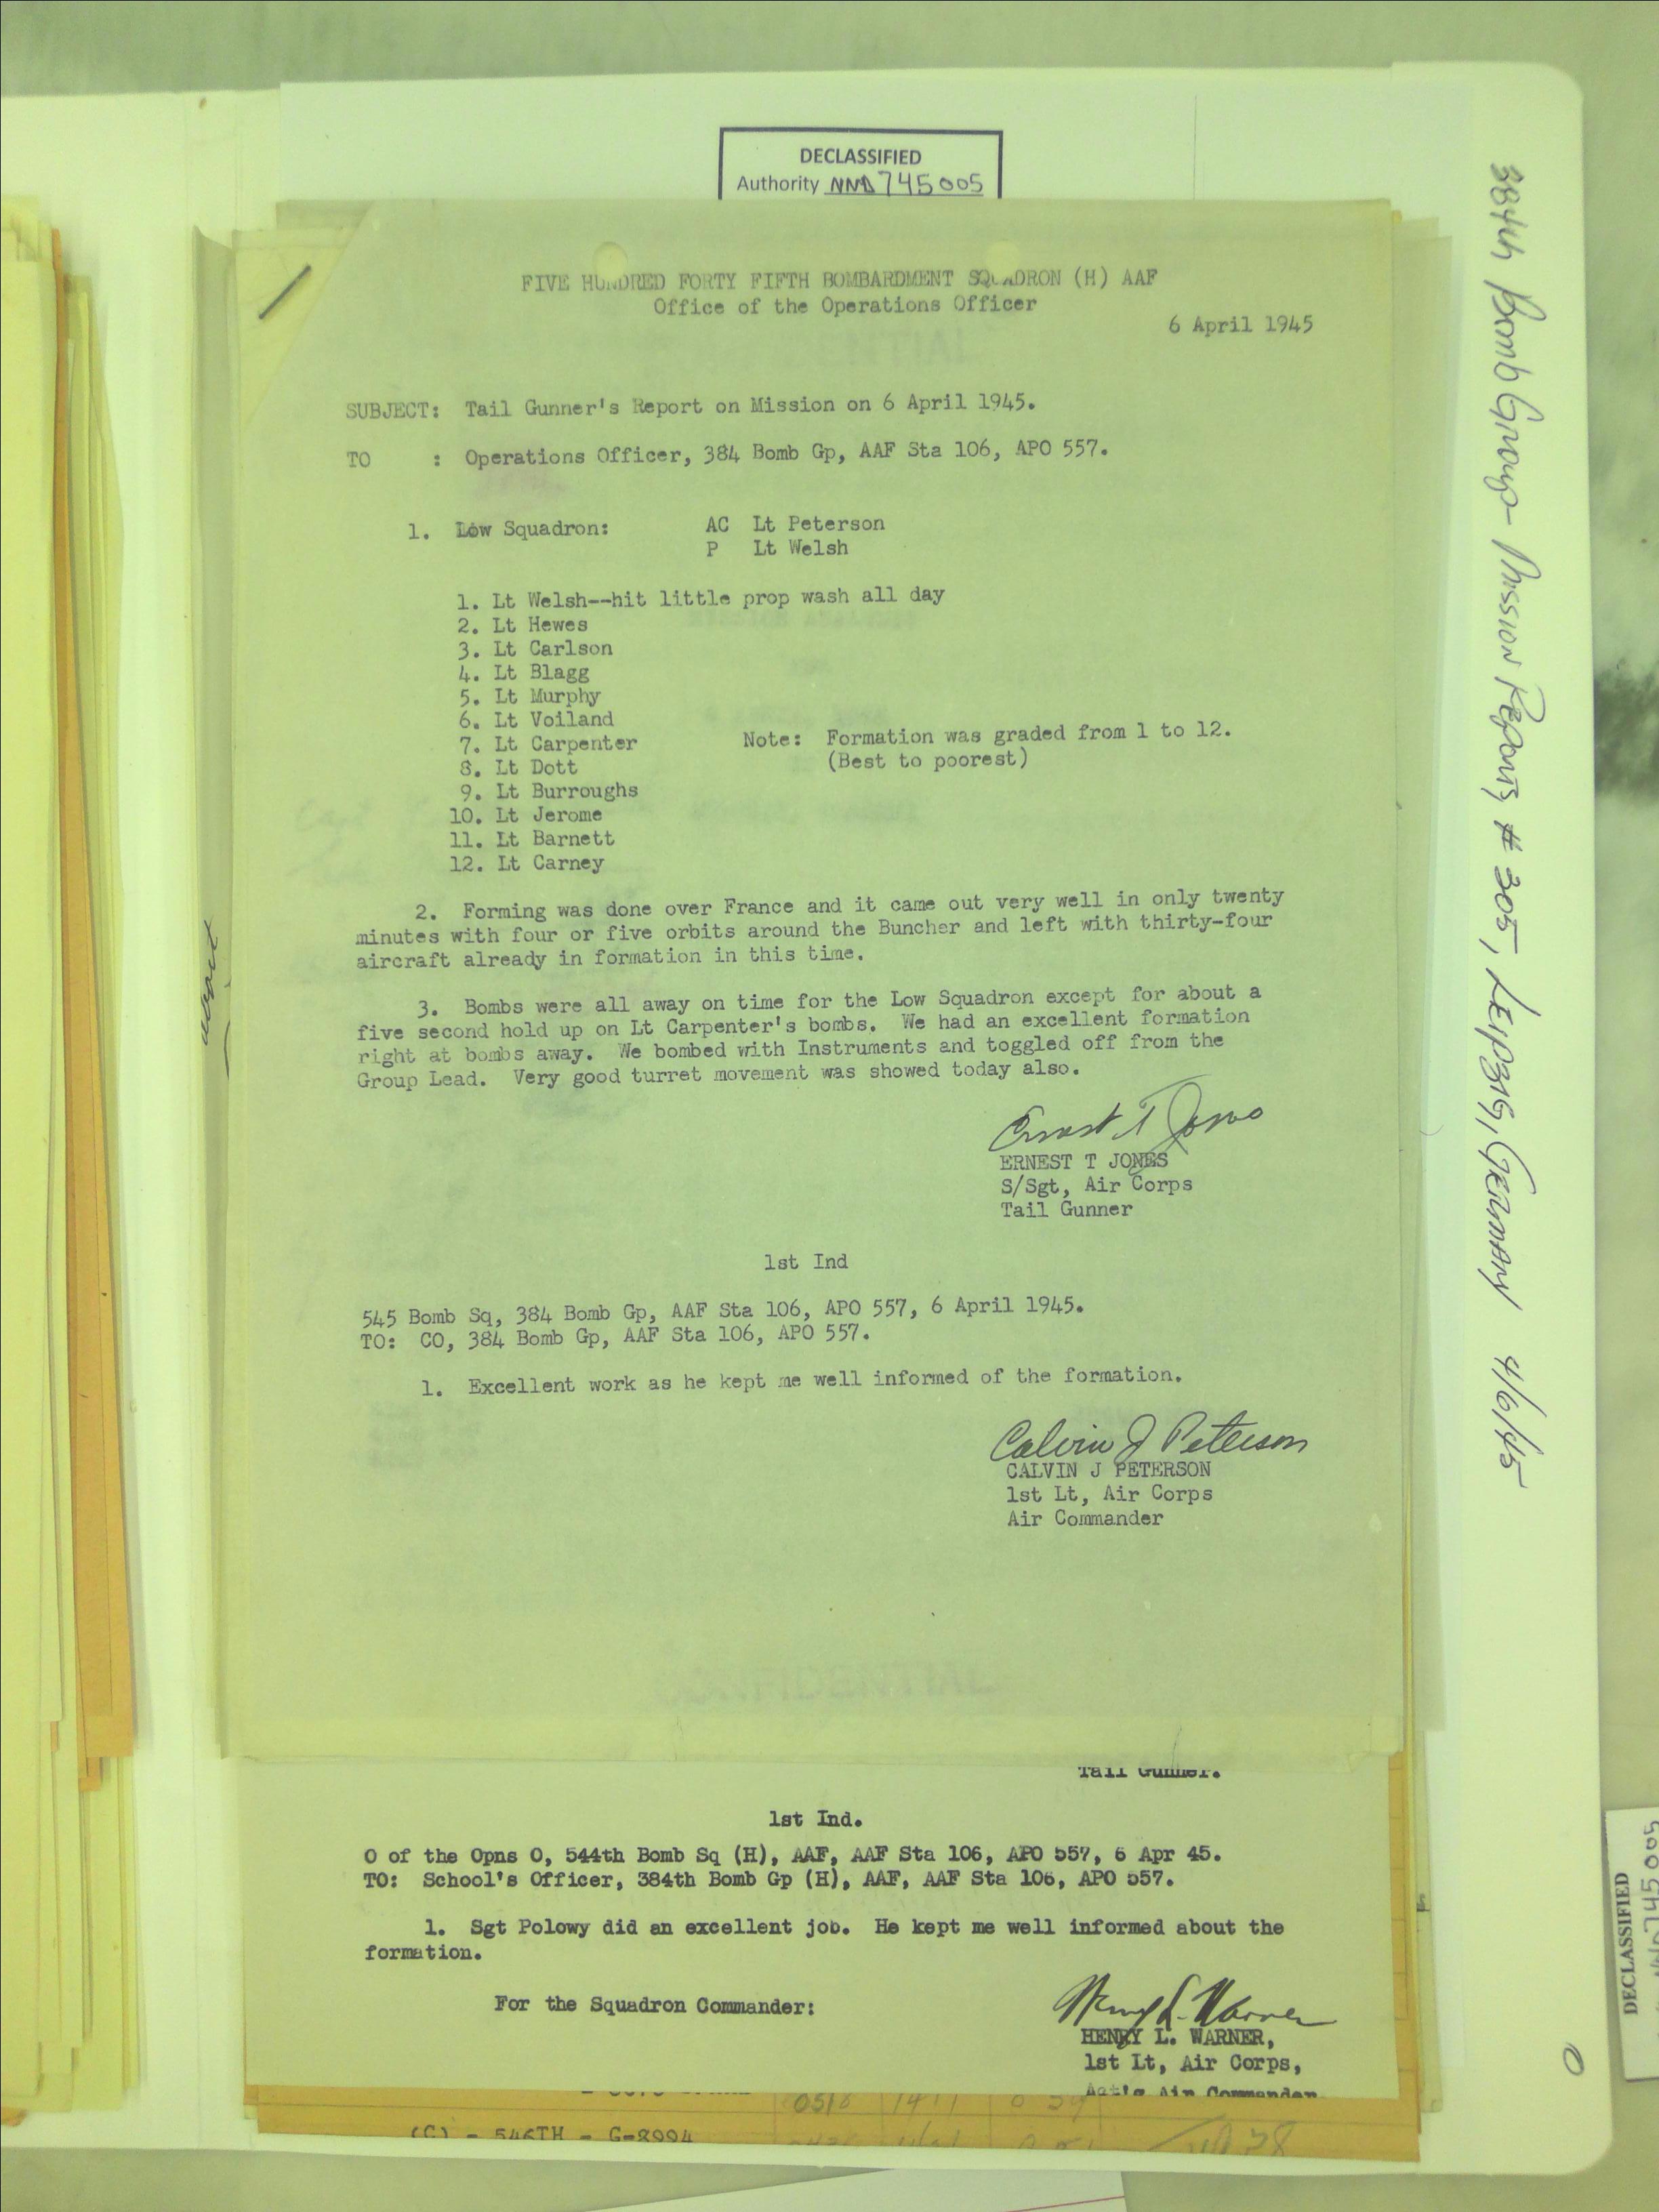 DECLASSIFIED
Authority NND 745005
FIVE HUNDRED FORTY FIFTH BOMBARDMENT SQUADRON (H) AAF
Office of the Operations Officer
6 April 1945
SUBJECT: Tail Gunner's Report on Mission on 6 April 1945.
TO : Operations Officer, 384 Bomb Gp, AAF Sta 106, APO 557.
1. Low Squadron: AC Lt Peterson
P Lt Welsh
1. Lt Welsh--hit little prop wash all day
2. Lt Hewes
3. Lt Carlson
4. Lt Blagg
5. Lt Murphy
6. Lt Voiland
7. Lt Carpenter Note: Formation was graded from 1 to 12.
8. Lt Dott (Best to poorest)
9. Lt Burroughs
10. Lt Jerome
11. Lt Barnett
12. Lt Carney
2. Forming was done over France and it came out very well in only twenty
minutes with four or five orbits around the Buncher and left with thirty-four
aircraft already in formation in this time.
3. Bombs were all away on time for the Low Squadron except for about a
five second hold up on Lt Carpenter's bombs. We had an excellent formation
right at bombs away. We bombed with Instruments and toggled off from the
Group Lead. Very good turret movement was showed today also.
Ernest T Jones
ERNEST T JONES
S/Sgt, Air Corps
Tail Gunner
1st Ind
545 Bomb Sq, 384 Bomb Gp, AAF Sta 106, APO 557, 6 April 1945.
TO: CO, 384 Bomb Gp, AAF Sta 106, APO 557.
1. Excellent work as he kept me well informed of the formation.
Calvin J Peterson
CALVIN J PETERSON
1st Lt, Air Corps
Air Commander
CONFIDENTIAL
Tail Gunner.
1st Ind.
O of the Opns O, 544th Bomb Sq (H), AAF, AAF Sta 106, APO 557, 6 Apr 45.
TO: School's Officer, 384th Bomb Gp (H), AAF, AAF Sta 106, APO 557.
1. Sgt Polowy did an excellent job. He kept me well informed about the
formation.
For the Squadron Commander:
Henry L. Warner
HENRY L. WARNER,
1st Lt, Air Corps,
Air Commander
(C) - 546TH - G-8994
384th Bomb Group - Mission Reports # 305, Leipzig, Germany 4/6/45
DECLASSIFIED
NND 745005